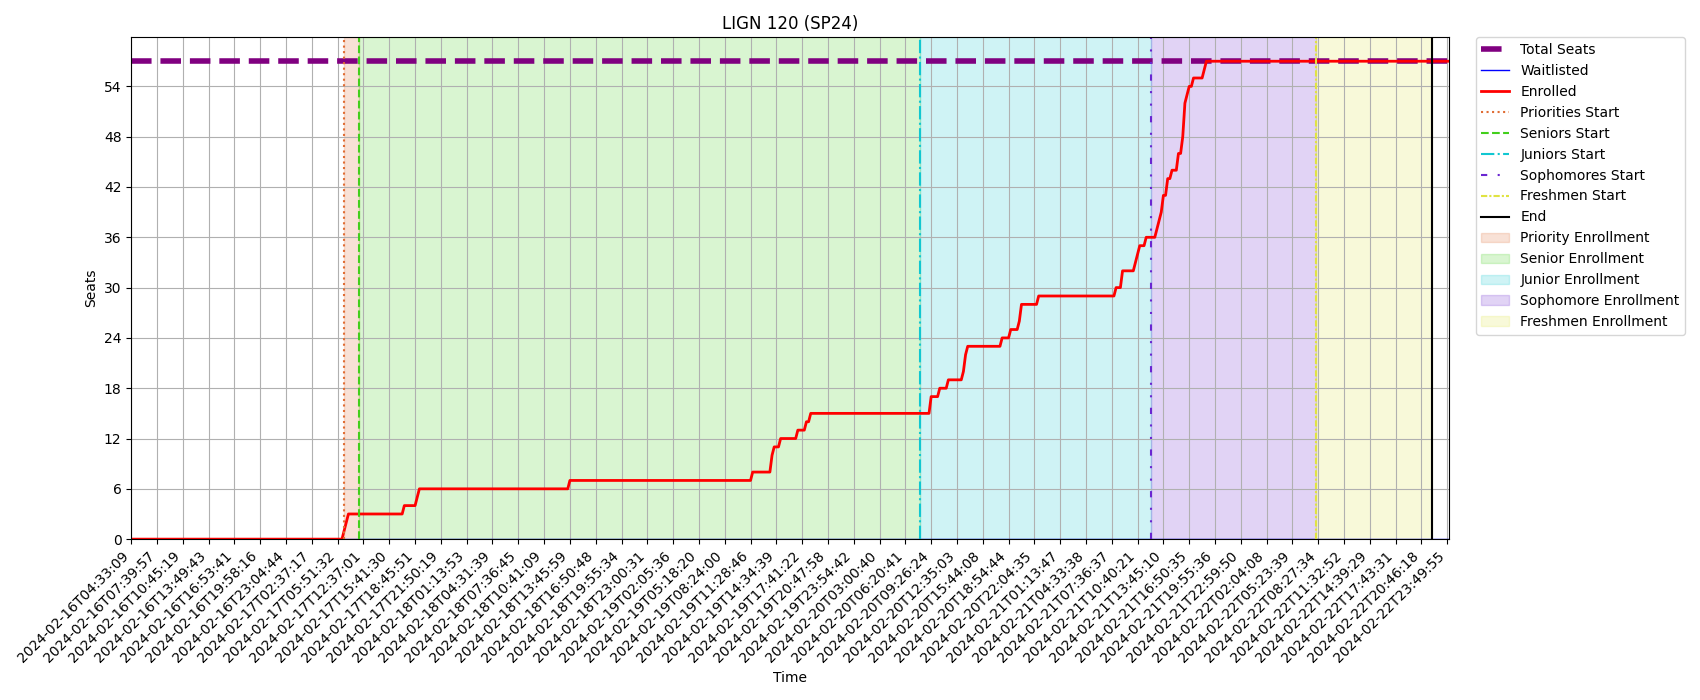 LIGN 120 (SP24)
Seats
54
48
42
36
30
24
18
12
6
0
2024-02-16T04:33:09
2024-02-16T07:39:57
2024-02-16T10:45:19
2024-02-16T13:49:43
2024-02-16T16:53:41
2024-02-16T19:58:16
2024-02-16T23:04:44
2024-02-17T02:37:17
2024-02-17T05:51:32
2024-02-17T12:37:01
2024-02-17T15:41:30
2024-02-17T18:45:51
2024-02-17T21:50:19
2024-02-18T01:13:53
2024-02-18T04:31:39
2024-02-18T07:36:45
2024-02-18T10:41:09
2024-02-18T13:45:59
2024-02-18T16:50:48
2024-02-18T19:55:34
2024-02-18T23:00:31
2024-02-19T02:05:36
2024-02-19T05:18:20
2024-02-19T08:24:00
2024-02-19T11:28:46
2024-02-19T14:34:39
2024-02-19T17:41:22
2024-02-19T20:47:58
2024-02-19T23:54:42
2024-02-20T03:00:40
2024-02-20T06:20:41
2024-02-20T09:26:24
2024-02-20T12:35:03
2024-02-20T15:44:08
2024-02-20T18:54:44
2024-02-20T22:04:35
2024-02-21T01:13:47
2024-02-21T04:33:38
2024-02-21T07:36:37
2024-02-21T10:40:21
2024-02-21T13:45:10
2024-02-21T16:50:35
2024-02-21T19:55:36
2024-02-21T22:59:50
2024-02-22T02:04:08
2024-02-22T05:23:39
2024-02-22T08:27:34
2024-02-22T11:32:52
2024-02-22T14:39:29
2024-02-22T17:43:31
2024-02-22T20:46:18
2024-02-22T23:49:55
Time
Total Seats
Waitlisted
Enrolled
Priorities Start
Seniors Start
Juniors Start
Sophomores Start
Freshmen Start
End
Priority Enrollment
Senior Enrollment
Junior Enrollment
Sophomore Enrollment
Freshmen Enrollment